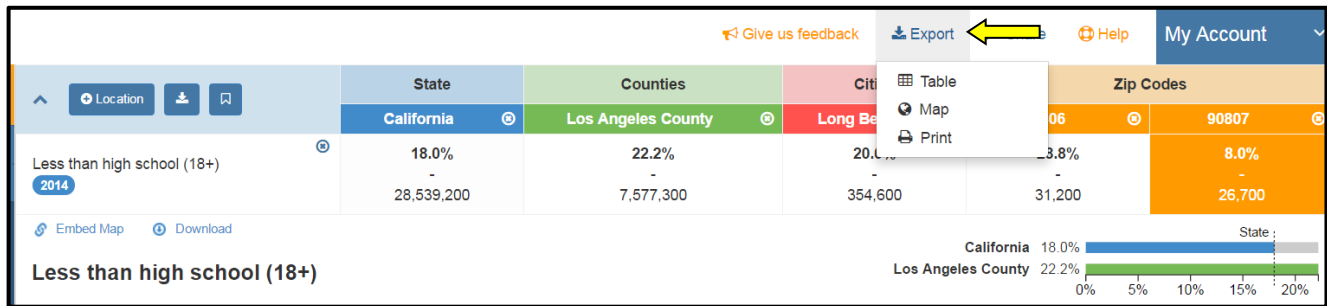 Give us feedback Export Help My Account
Location State Counties Zip Codes
Table
Map
Print
California Los Angeles County 90807
Less than high school (18+) 18.0% 22.2% 8.0%
2014 - - - - -
28,539,200 7,577,300 354,600 31,200 26,700
Embed Map Download
State
California 18.0%
Less than high school (18+) Los Angeles County 22.2%
0% 5% 10% 15% 20%